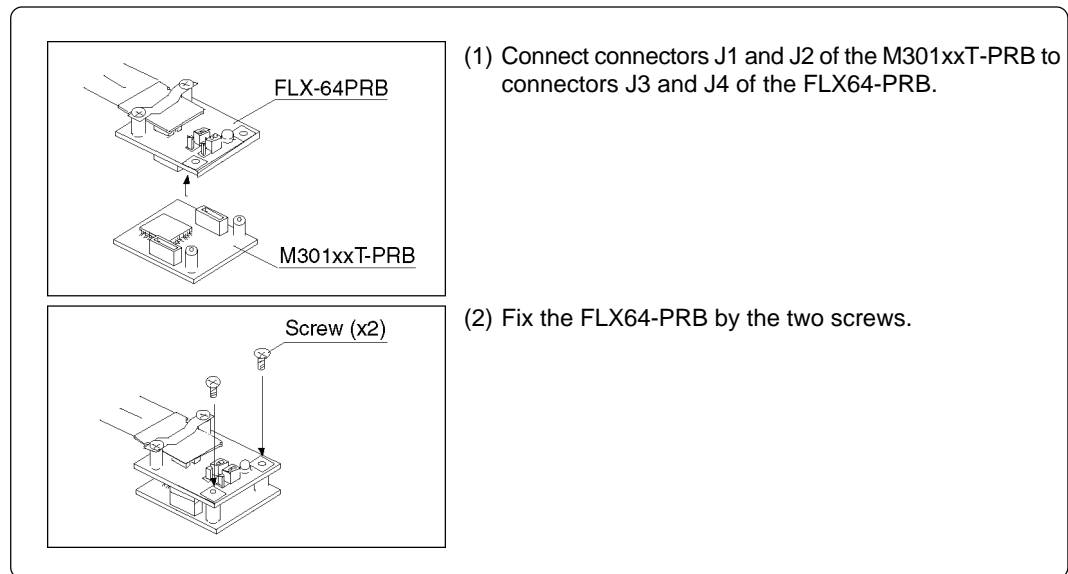 FLX-64PRB
M301xxT-PRB
(1) Connect connectors J1 and J2 of the M301xxT-PRB to
connectors J3 and J4 of the FLX64-PRB.
Screw (x2)
(2) Fix the FLX64-PRB by the two screws.